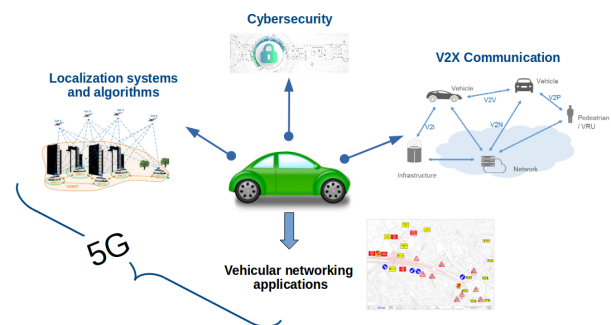 Cybersecurity
Localization systems
and algorithms
V2X Communication
Vehicle
Vehicle
V2V
V2P
Pedestrian
/ VRU
V2I
V2N
Infrastructure
Network
5G
Vehicular networking
applications